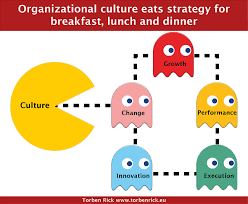 Organizational culture eats strategy for
breakfast, lunch and dinner
Growth
Culture
Change
Performance
Innovation
Execution
Torben Rick www.torbenrick.eu